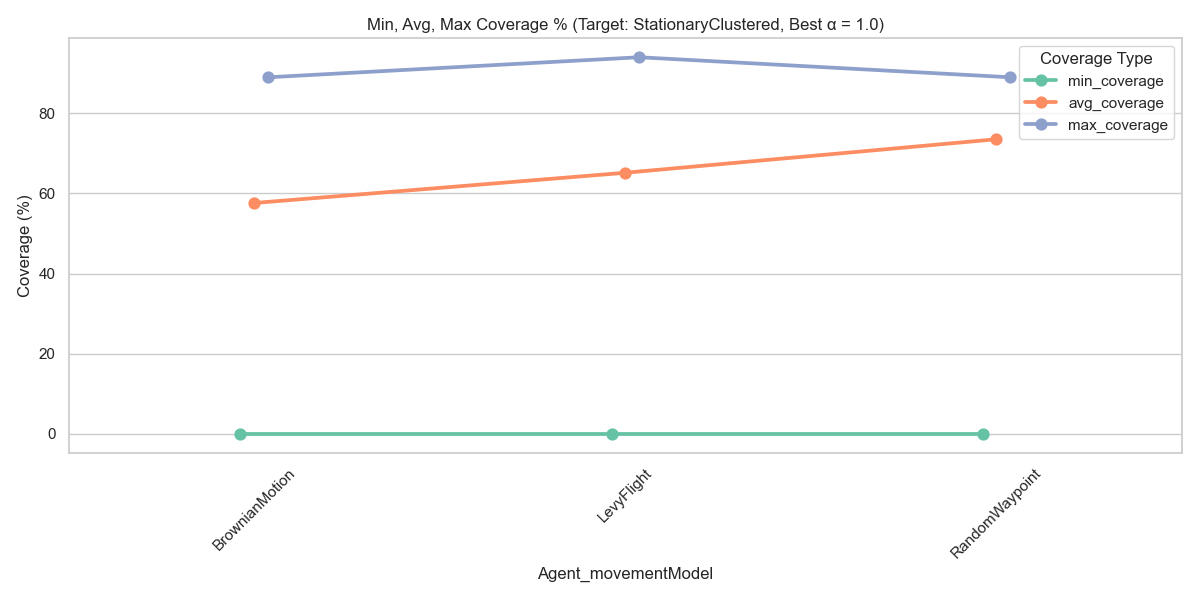 Min, Avg, Max Coverage % (Target: StationaryClustered, Best α = 1.0)
Coverage Type
min_coverage
avg_coverage
max_coverage
Coverage (%)
80
60
40
20
0
BrownianMotion
LevyFlight
RandomWaypoint
Agent_movementModel